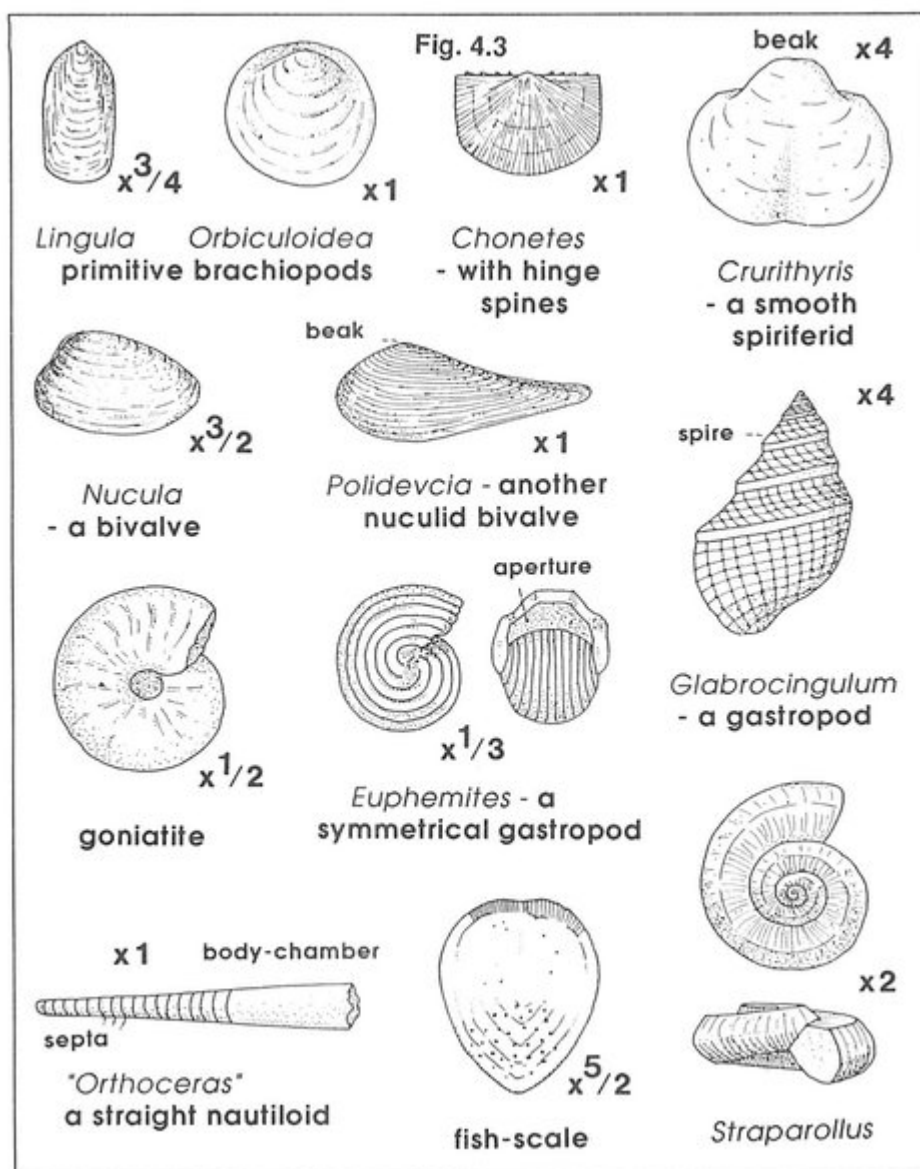 Fig. 4.3
beak x4
x3/4
x1
x1
Lingula Orbiculoidea
primitive brachiopods
Chonetes
- with hinge
spines
Crurithyris
- a smooth
spiriferid
beak
x3/2
x1
x4
spire
Nucula
- a bivalve
Polidevcia - another
nuculid bivalve
aperture
x1/2
x1/3
Glabrocingulum
- a gastropod
goniatite
Euphemites - a
symmetrical gastropod
x1 body-chamber
septa
x5/2
x2
"Orthoceras"
a straight nautiloid
fish-scale
Straparollus